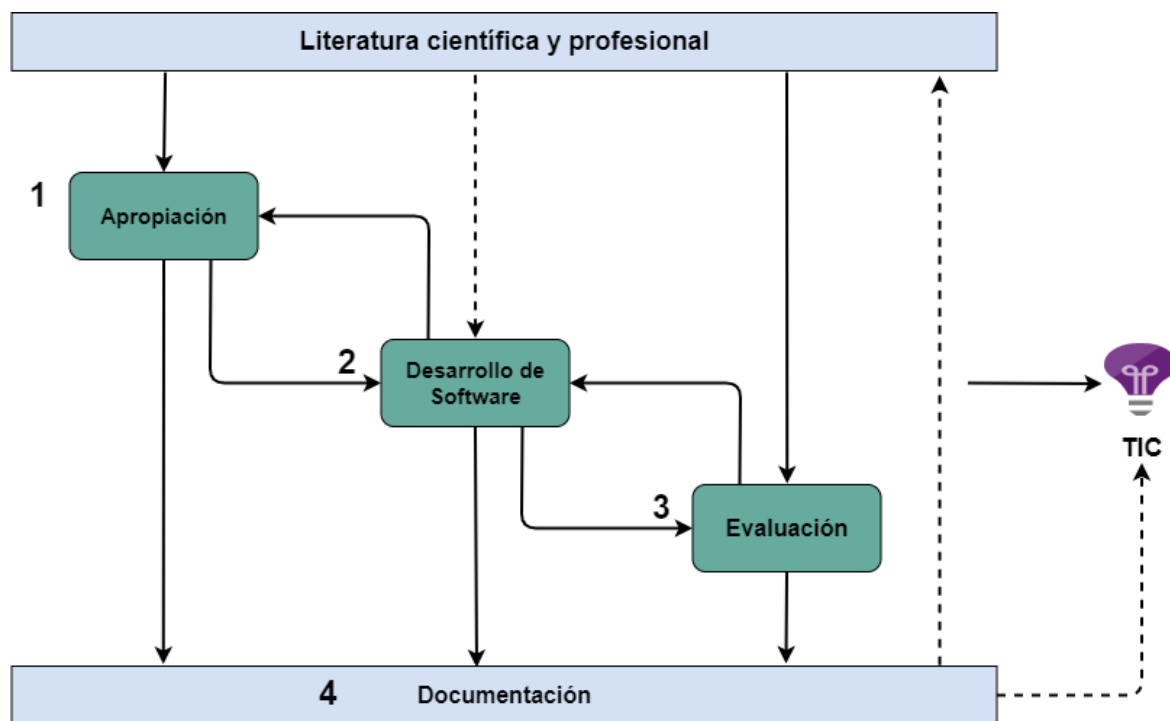 Literatura científica y profesional
1
Apropiación
2
Desarrollo de
Software
TIC
3
Evaluación
4
Documentación